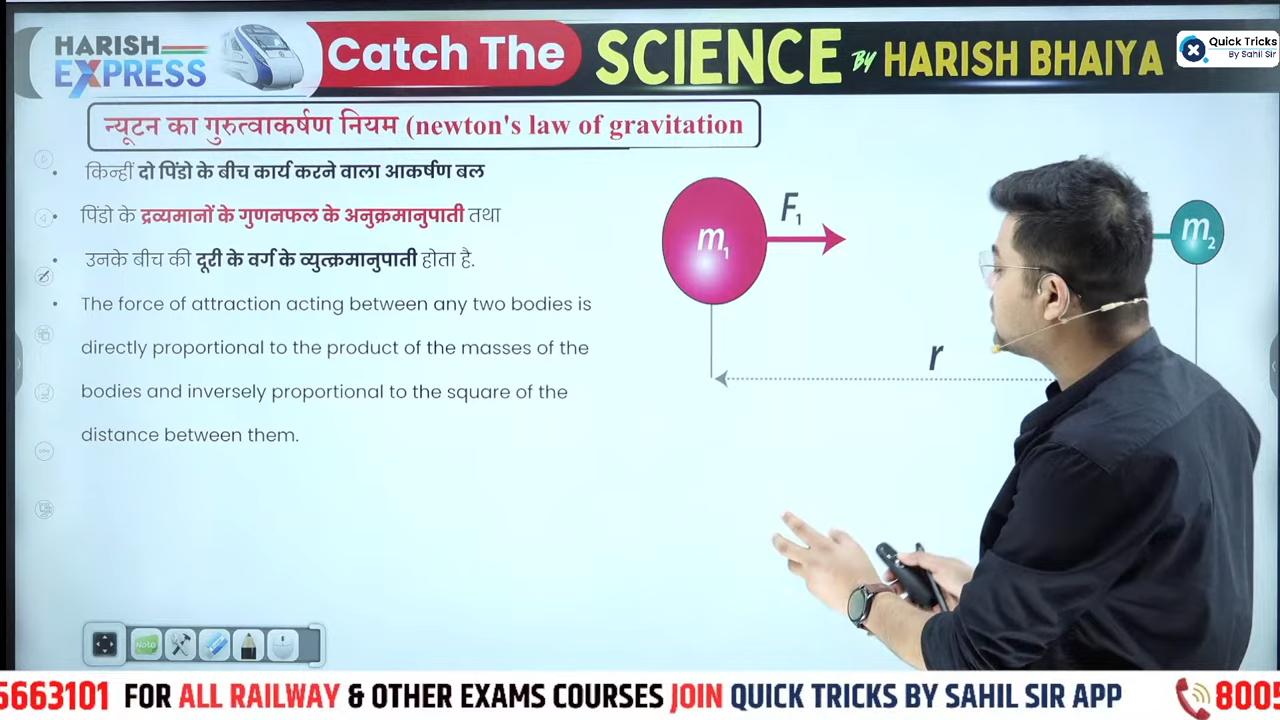 HARISH
EXPRESS
Catch The
SCIENCE BY HARISH BHAIYA
Quick Tricks
By Sahil Sir
न्यूटन का गुरुत्वाकर्षण नियम (newton's law of gravitation
• किन्हीं दो पिंडो के बीच कार्य करने वाला आकर्षण बल
• पिंडो के द्रव्यमानों के गुणनफल के अनुक्रमानुपाती तथा
• उनके बीच की दूरी के वर्ग के व्युत्क्रमानुपाती होता है.
• The force of attraction acting between any two bodies is
directly proportional to the product of the masses of the
bodies and inversely proportional to the square of the
distance between them.
m₁
F₁
m₂
r
Note
5663101 FOR ALL RAILWAY & OTHER EXAMS COURSES JOIN QUICK TRICKS BY SAHIL SIR APP 8005